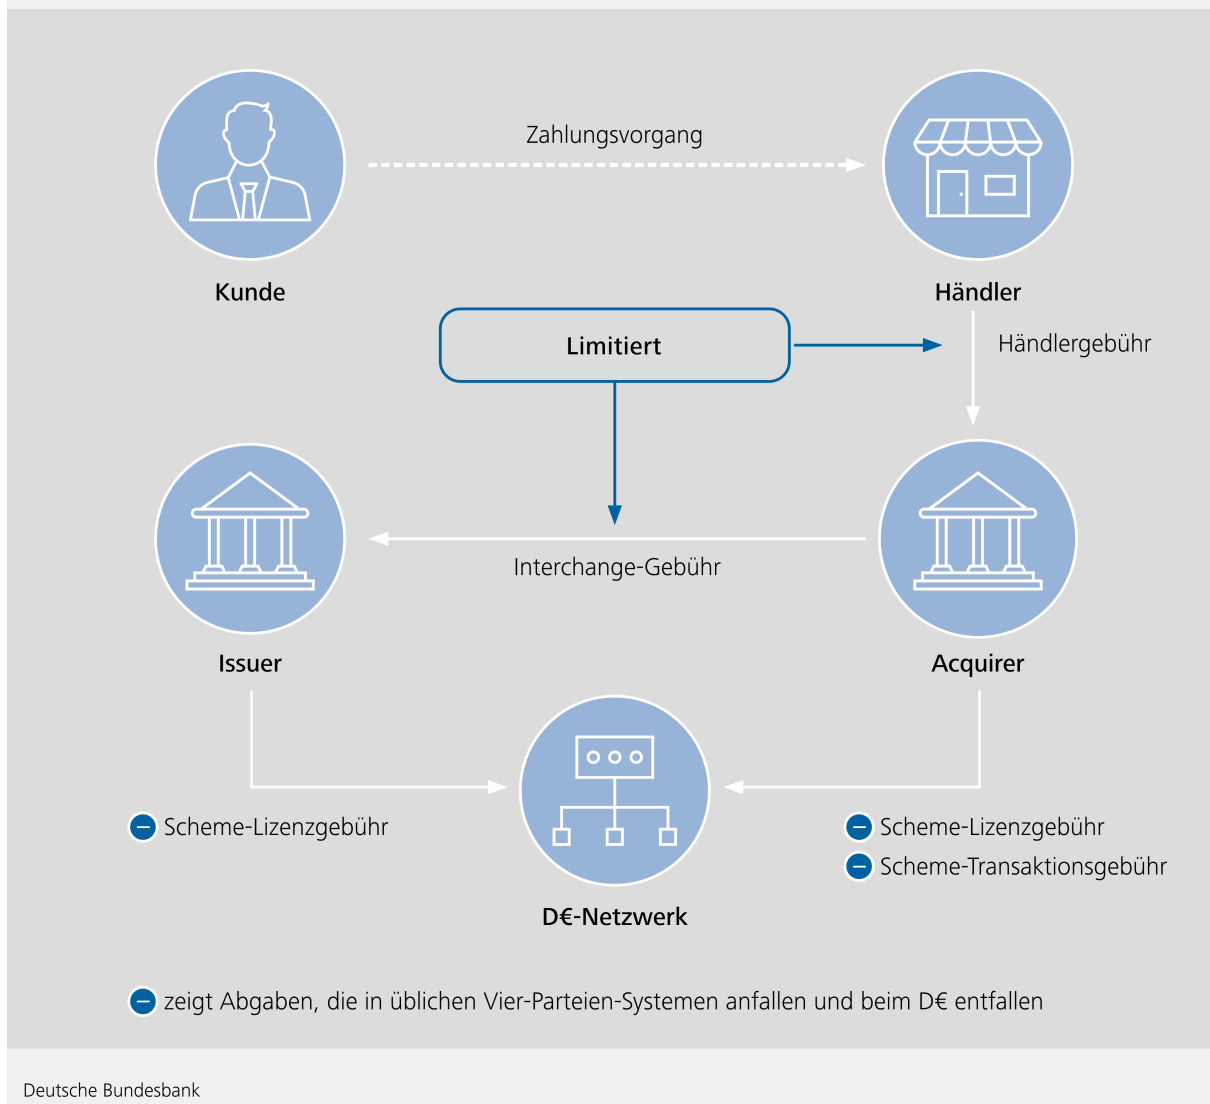 Zahlungsvorgang
Kunde
Händler
Limitiert
Händlergebühr
Interchange-Gebühr
Issuer
Acquirer
Scheme-Lizenzgebühr
Scheme-Lizenzgebühr
Scheme-Transaktionsgebühr
D€-Netzwerk
zeigt Abgaben, die in üblichen Vier-Parteien-Systemen anfallen und beim D€ entfallen
Deutsche Bundesbank